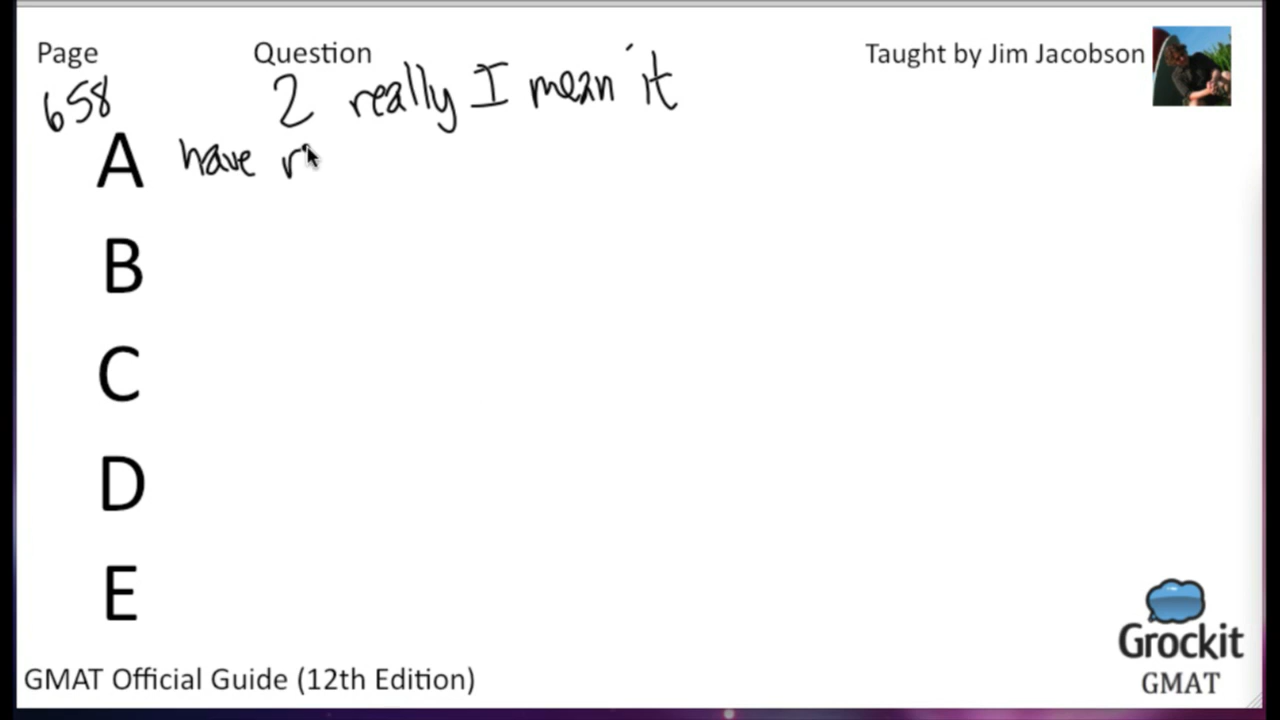 Page Question Taught by Jim Jacobson
658 2 really I mean it
A have
B
C
D
E
GMAT Official Guide (12th Edition)
Grockit
GMAT